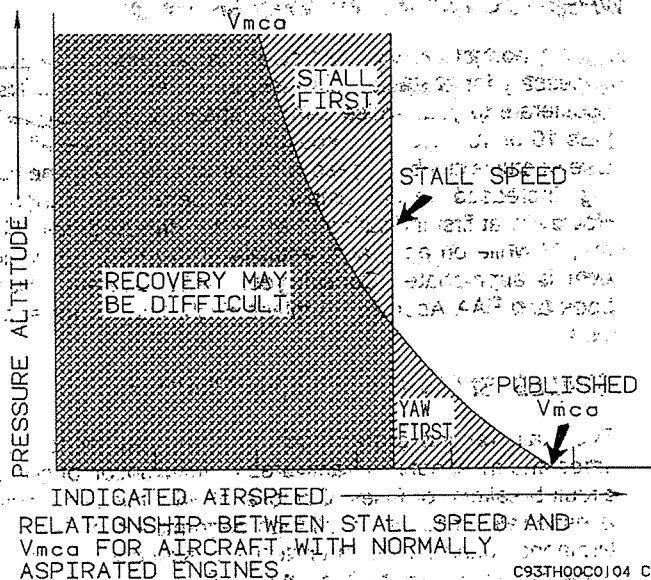 Vmca
STALL
FIRST
STALL SPEED
PRESSURE ALTITUDE
RECOVERY MAY
BE DIFFICULT
PUBLISHED
Vmca
YAW
FIRST
INDICATED AIRSPEED
RELATIONSHIP BETWEEN STALL SPEED AND
Vmca FOR AIRCRAFT WITH NORMALLY
ASPIRATED ENGINES
C93TH00C0104 C